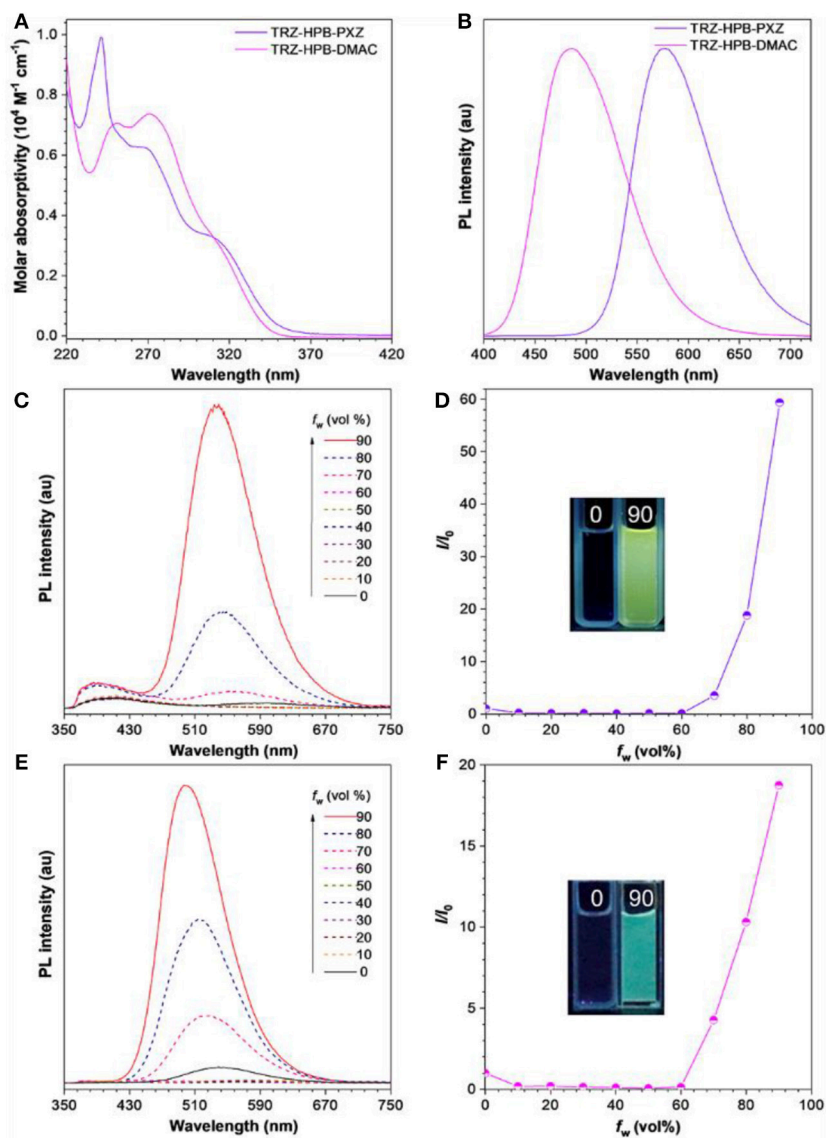 A
TRZ-HPB-PXZ
TRZ-HPB-DMAC
Molar abosorptivity (10⁴ M⁻¹ cm⁻¹)
1.0
0.8
0.6
0.4
0.2
0.0
220 270 320 370 420
Wavelength (nm)
B
TRZ-HPB-PXZ
TRZ-HPB-DMAC
PL intensity (au)
400 450 500 550 600 650 700
Wavelength (nm)
C
fw (vol %)
90
80
70
60
50
40
30
20
10
0
PL intensity (au)
350 430 510 590 670 750
Wavelength (nm)
D
60
50
40
30
20
10
0
I/I0
0 90
0 20 40 60 80 100
fw (vol%)
E
fw (vol %)
90
80
70
60
50
40
30
20
10
0
PL intensity (au)
350 430 510 590 670 750
Wavelength (nm)
F
20
15
10
5
0
I/I0
0 90
0 20 40 60 80 100
fw (vol%)